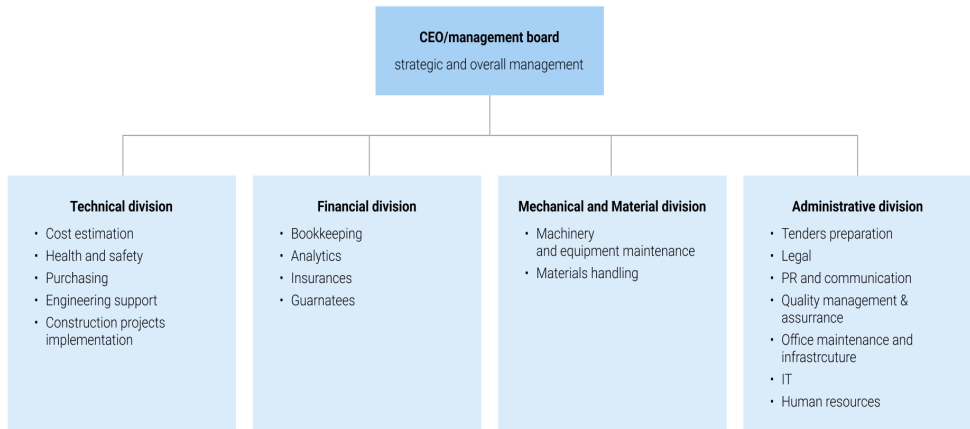 CEO/management board
strategic and overall management
Technical division
• Cost estimation
• Health and safety
• Purchasing
• Engineering support
• Construction projects
implementation
Financial division
• Bookkeeping
• Analytics
• Insurances
• Guarnatees
Mechanical and Material division
• Machinery
and equipment maintenance
• Materials handling
Administrative division
• Tenders preparation
• Legal
• PR and communication
• Quality management &
assurrance
• Office maintenance and
infrastrcuture
• IT
• Human resources